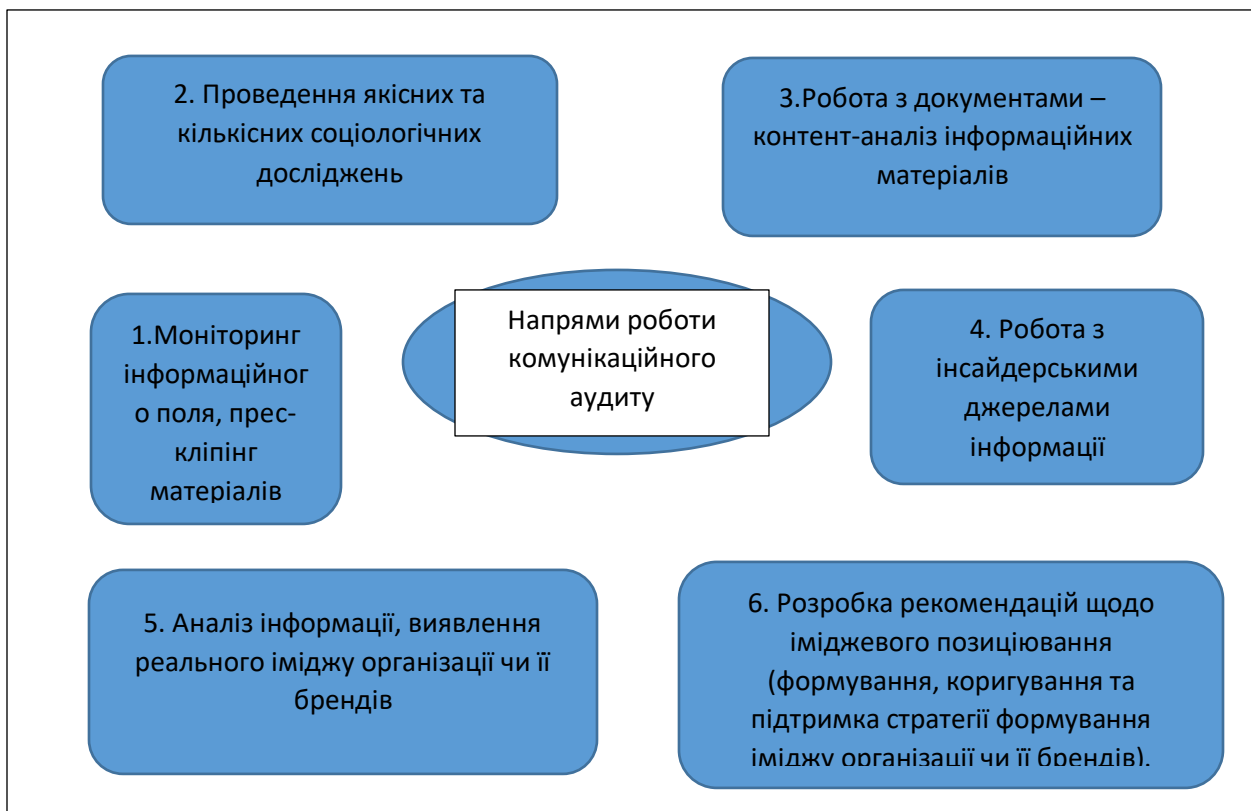 2. Проведення якісних та
кількісних соціологічних
досліджень
3.Робота з документами –
контент-аналіз інформаційних
матеріалів
1.Моніторинг
інформаційног
о поля, прес-
кліпінг
матеріалів
Напрями роботи
комунікаційного
аудиту
4. Робота з
інсайдерськими
джерелами
інформації
5. Аналіз інформації, виявлення
реального іміджу організації чи її
брендів
6. Розробка рекомендацій щодо
іміджевого позиціювання
(формування, коригування та
підтримка стратегії формування
іміджу організації чи її брендів).